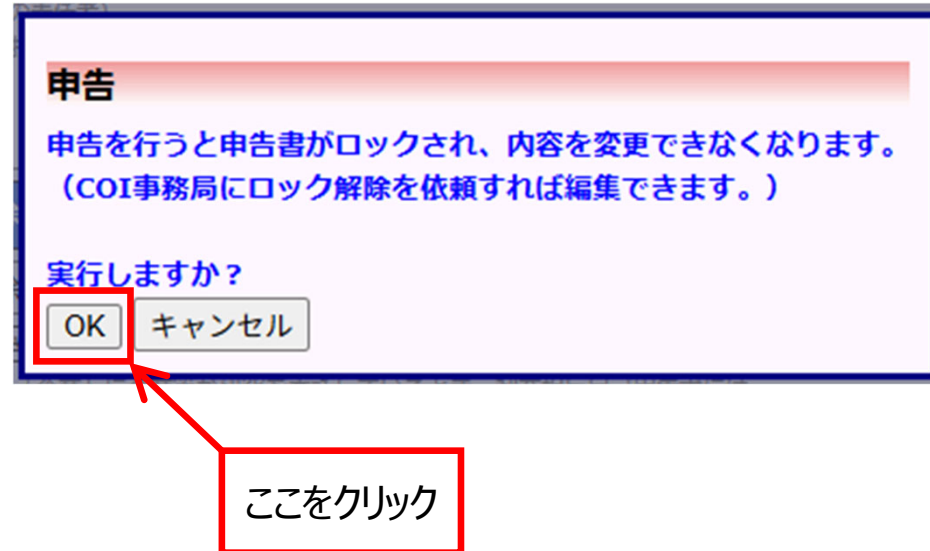 申告
申告を行うと申告書がロックされ、内容を変更できなくなります。
（COI事務局にロック解除を依頼すれば編集できます。）
実行しますか？
OK キャンセル
ここをクリック